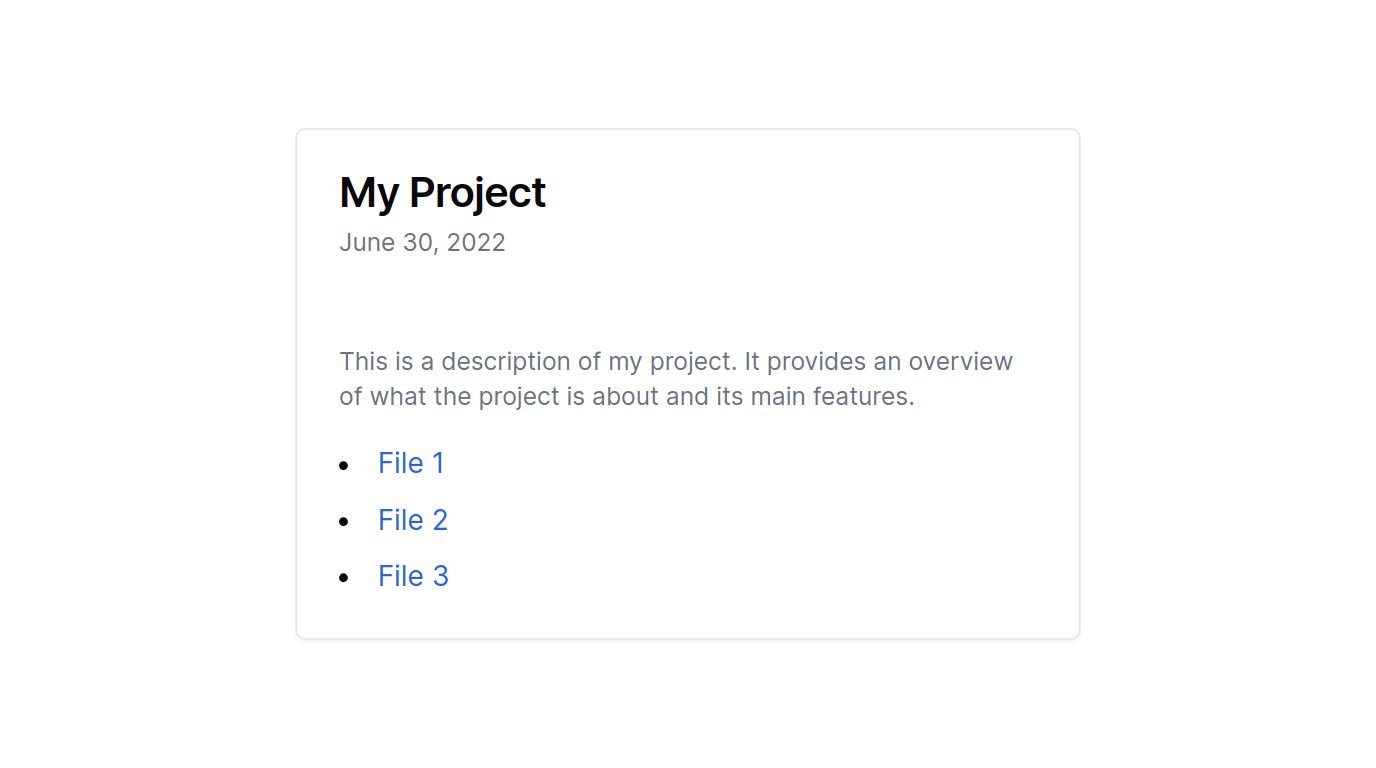 My Project
June 30, 2022
This is a description of my project. It provides an overview
of what the project is about and its main features.
• File 1
• File 2
• File 3